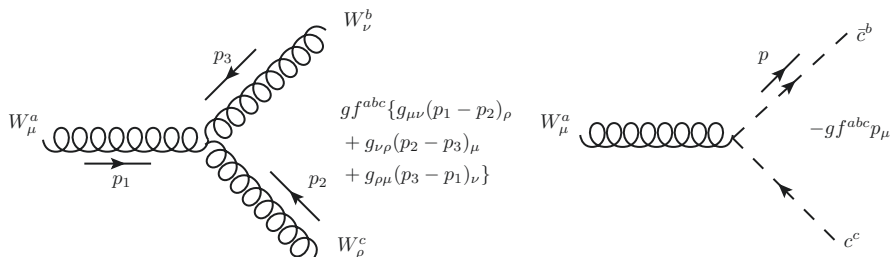 W^b_ν
p_3
W^a_μ
p_1
gf^{abc}{g_{μν}(p_1 − p_2)_ρ
+ g_{νρ}(p_2 − p_3)_μ
+ g_{ρμ}(p_3 − p_1)_ν}
p_2
W^c_ρ
c̄^b
p
W^a_μ
−gf^{abc}p_μ
c^c